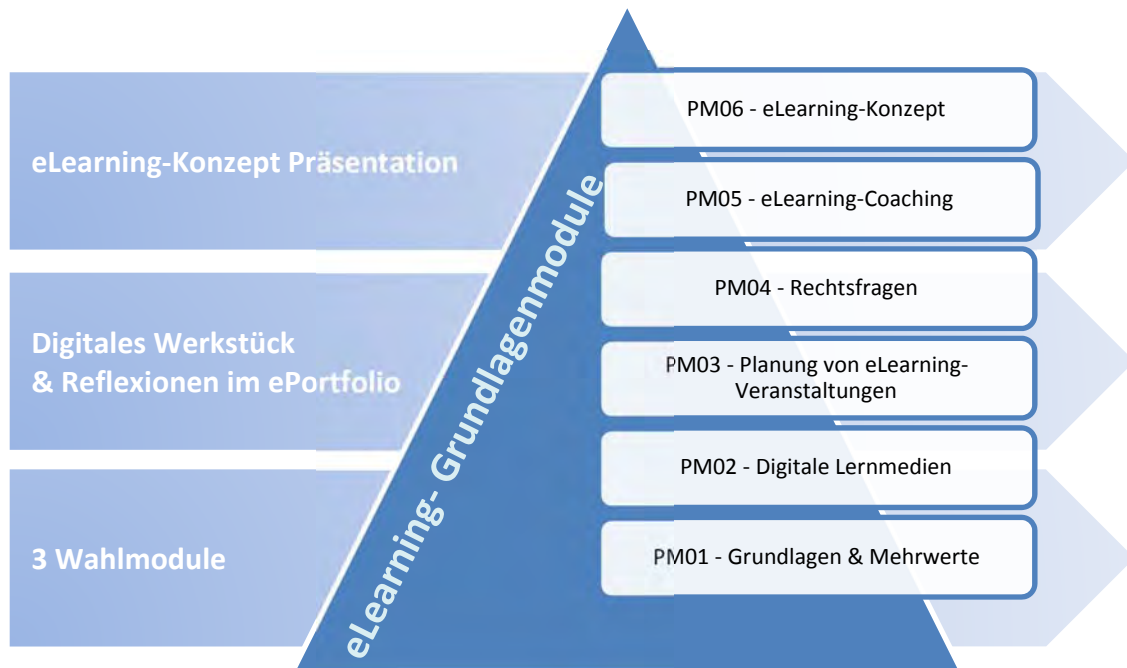 eLearning-Konzept Präsentation
Digitales Werkstück
& Reflexionen im ePortfolio
3 Wahlmodule
eLearning- Grundlagenmodule
PM06 - eLearning-Konzept
PM05 - eLearning-Coaching
PM04 - Rechtsfragen
PM03 - Planung von eLearning-
Veranstaltungen
PM02 - Digitale Lernmedien
PM01 - Grundlagen & Mehrwerte